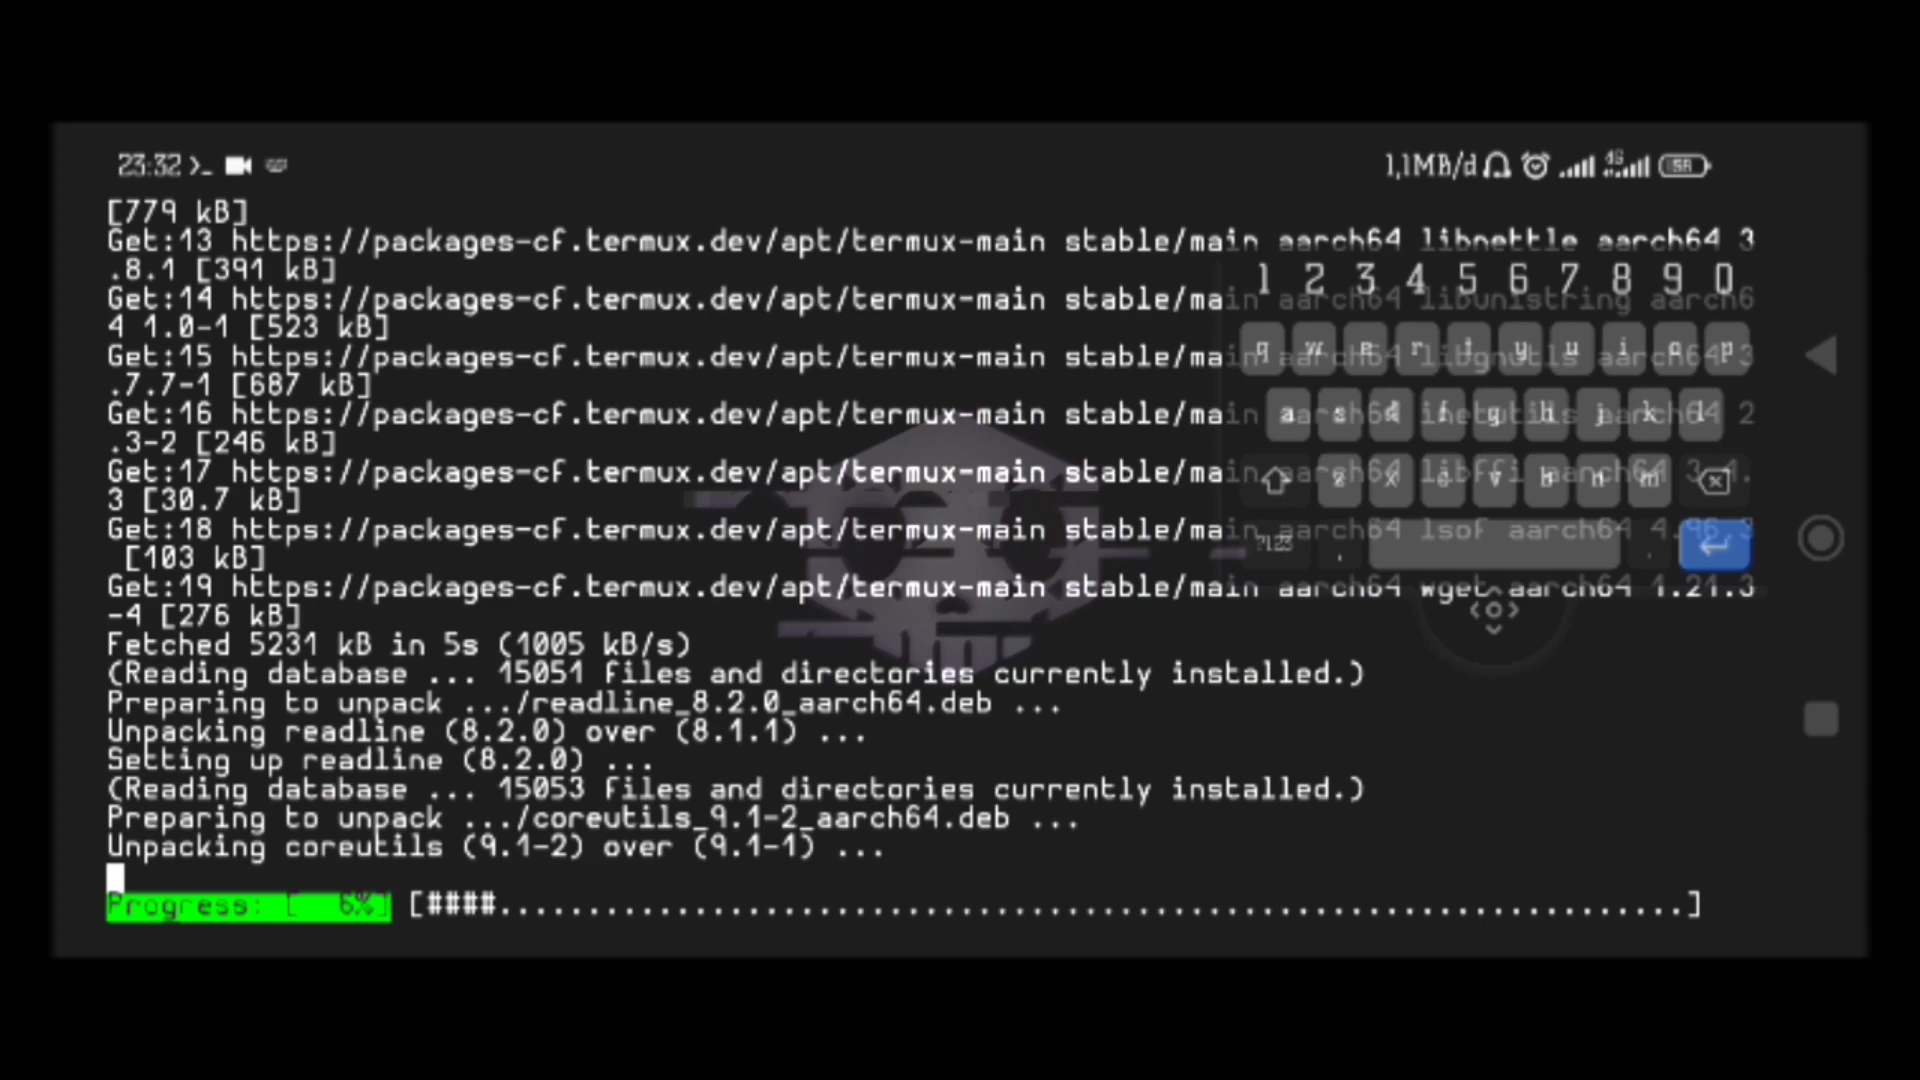 23:32 >_
1,1MB/d 4G 58
[779 kB]
Get:13 https://packages-cf.termux.dev/apt/termux-main stable/main aarch64 libnettle aarch64 3
.8.1 [391 kB]
1 2 3 4 5 6 7 8 9 0
Get:14 https://packages-cf.termux.dev/apt/termux-main stable/main aarch64 libunistring aarch6
4 1.0-1 [523 kB]
q w e r t y u i o p
Get:15 https://packages-cf.termux.dev/apt/termux-main stable/main aarch64 libgnutls aarch64 3
.7.7-1 [687 kB]
a s d f g h j k l
Get:16 https://packages-cf.termux.dev/apt/termux-main stable/main aarch64 inetutils aarch64 2
.3-2 [246 kB]
z x c v b n m
Get:17 https://packages-cf.termux.dev/apt/termux-main stable/main aarch64 libffi aarch64 3.4.
3 [30.7 kB]
Get:18 https://packages-cf.termux.dev/apt/termux-main stable/main aarch64 lsof aarch64 4.96.3
[103 kB]
?123 , .
Get:19 https://packages-cf.termux.dev/apt/termux-main stable/main aarch64 wget aarch64 1.21.3
-4 [276 kB]
Fetched 5231 kB in 5s (1005 kB/s)
(Reading database ... 15051 files and directories currently installed.)
Preparing to unpack .../readline_8.2.0_aarch64.deb ...
Unpacking readline (8.2.0) over (8.1.1) ...
Setting up readline (8.2.0) ...
(Reading database ... 15053 files and directories currently installed.)
Preparing to unpack .../coreutils_9.1-2_aarch64.deb ...
Unpacking coreutils (9.1-2) over (9.1-1) ...
Progress: [  6%] [####....................................................................]